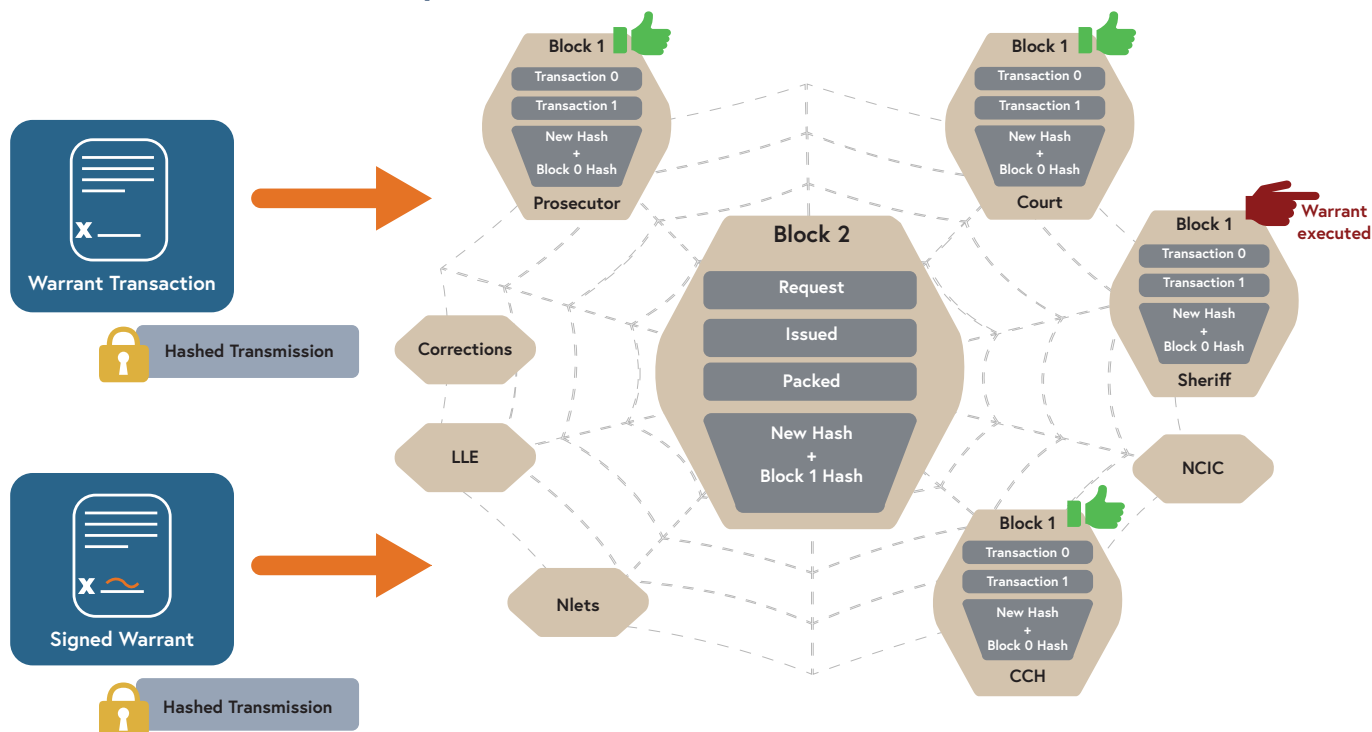 Block 1
Transaction 0
Transaction 1
New Hash
+
Block 0 Hash
Prosecutor
Block 1
Transaction 0
Transaction 1
New Hash
+
Block 0 Hash
Court
Warrant
executed
Block 1
Transaction 0
Transaction 1
New Hash
+
Block 0 Hash
Sheriff
X
Warrant Transaction
Hashed Transmission
Block 2
Request
Issued
Packed
New Hash
+
Block 1 Hash
Corrections
LLE
Nlets
NCIC
Block 1
Transaction 0
Transaction 1
New Hash
+
Block 0 Hash
CCH
X
Signed Warrant
Hashed Transmission